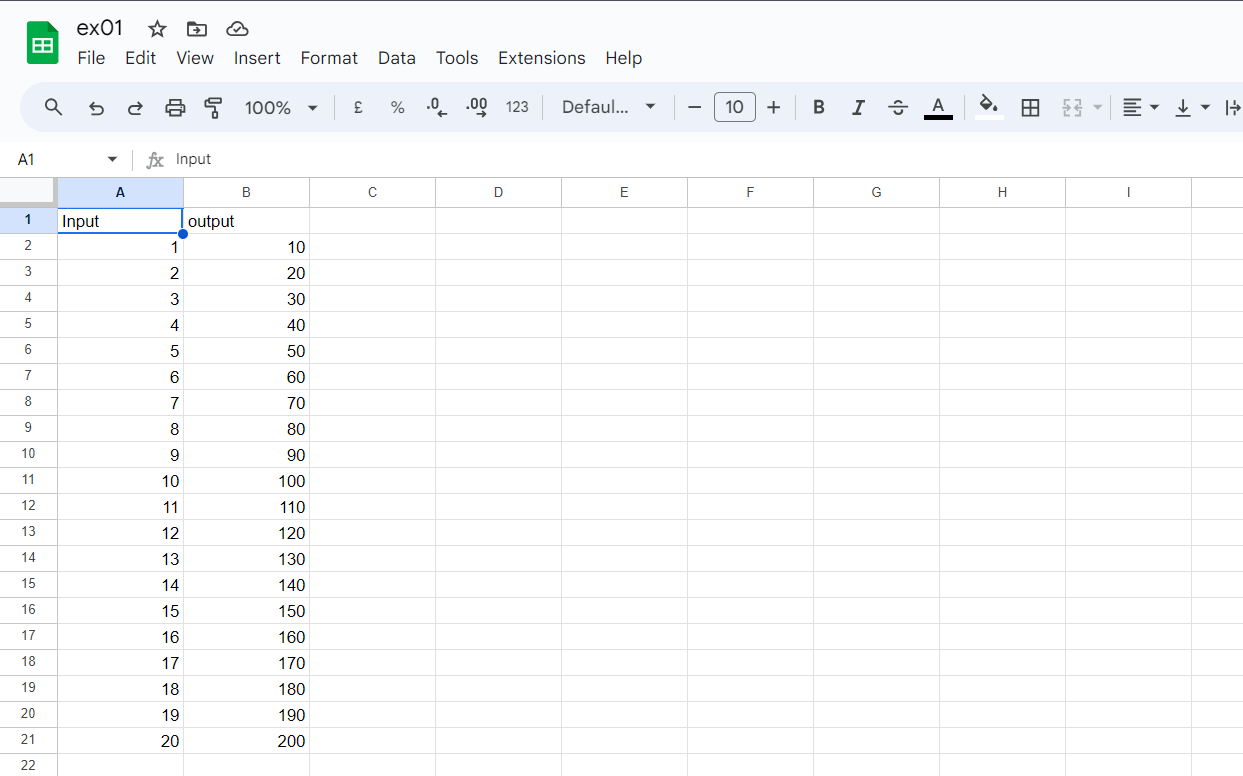 ex01
File Edit View Insert Format Data Tools Extensions Help
100% £ % .0 .00 123 Defaul... 10 B I S A
A1 fx Input
A B C D E F G H I
1 Input output
2 1 10
3 2 20
4 3 30
5 4 40
6 5 50
7 6 60
8 7 70
9 8 80
10 9 90
11 10 100
12 11 110
13 12 120
14 13 130
15 14 140
16 15 150
17 16 160
18 17 170
19 18 180
20 19 190
21 20 200
22